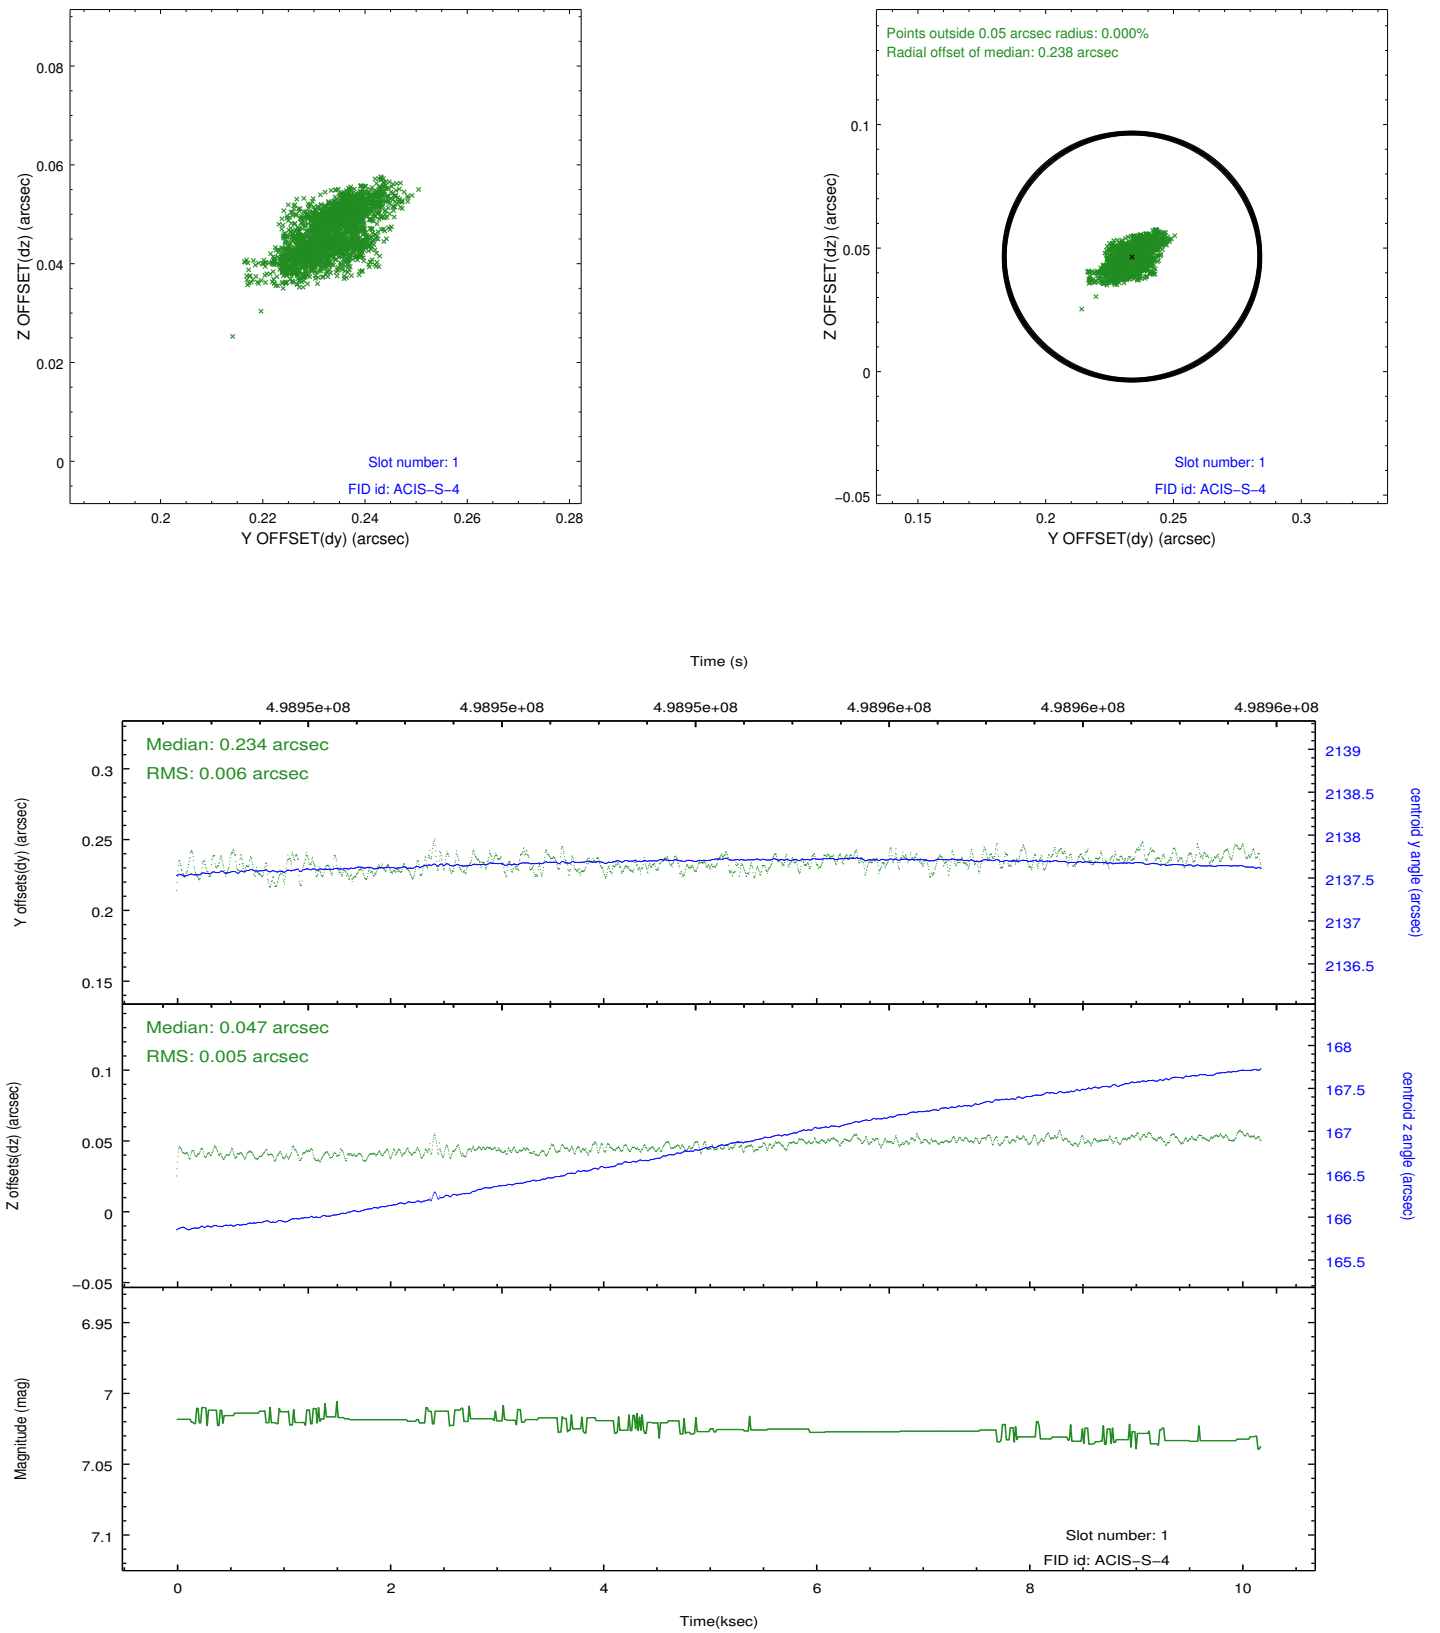 0.08
0.06
0.04
0.02
0
Z OFFSET(dz) (arcsec)
Slot number: 1
FID id: ACIS−S−4
0.2 0.22 0.24 0.26 0.28
Y OFFSET(dy) (arcsec)
Points outside 0.05 arcsec radius: 0.000%
Radial offset of median: 0.238 arcsec
0.1
0.05
0
−0.05
Z OFFSET(dz) (arcsec)
Slot number: 1
FID id: ACIS−S−4
0.15 0.2 0.25 0.3
Y OFFSET(dy) (arcsec)
Time (s)
4.9895e+08 4.9895e+08 4.9895e+08 4.9896e+08 4.9896e+08 4.9896e+08
Median: 0.234 arcsec
RMS: 0.006 arcsec
0.3
0.25
0.2
0.15
Y offsets(dy) (arcsec)
2139
2138.5
2138
2137.5
2137
2136.5
centroid y angle (arcsec)
Median: 0.047 arcsec
RMS: 0.005 arcsec
0.1
0.05
0
−0.05
Z offsets(dz) (arcsec)
168
167.5
167
166.5
166
165.5
centroid z angle (arcsec)
6.95
7
7.05
7.1
Magnitude (mag)
Slot number: 1
FID id: ACIS−S−4
0 2 4 6 8 10
Time(ksec)